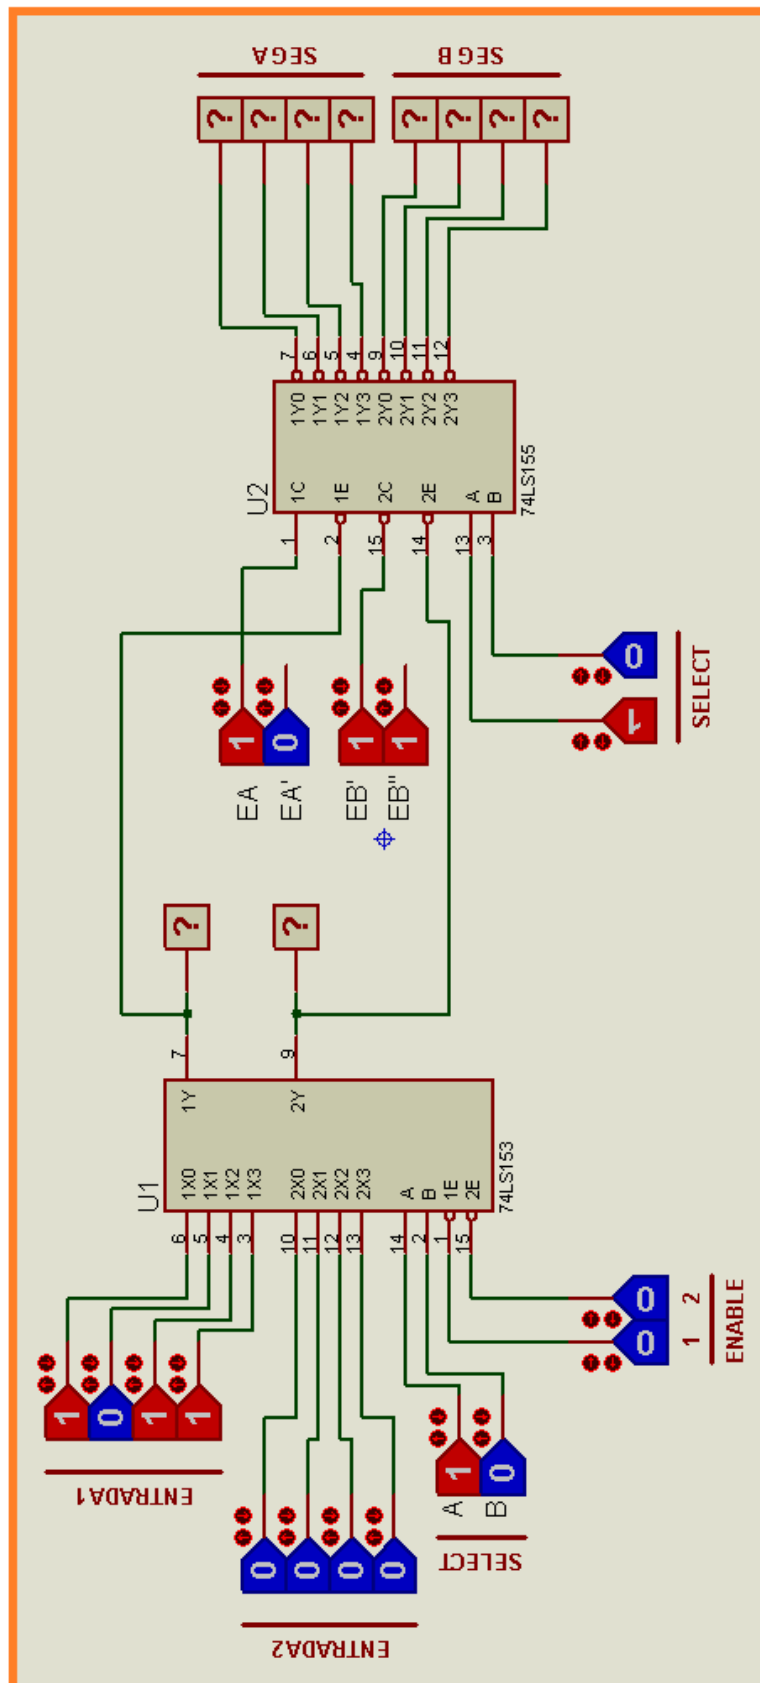 ENTRADA1
1
0
1
1
ENTRADA2
0
0
0
0
SELECT
A 1
B 0
ENABLE
1 2
0 0
U1
6 1X0
5 1X1
4 1X2
3 1X3
10 2X0
11 2X1
12 2X2
13 2X3
14 A
2 B
1 1E
15 2E
1Y 7
2Y 9
74LS153
?
?
EA 1
EA' 0
EB' 1
EB'' 1
SELECT
1 0
U2
1 1C
2 1E
15 2C
14 2E
13 A
3 B
1Y0 7
1Y1 6
1Y2 5
1Y3 4
2Y0 9
2Y1 10
2Y2 11
2Y3 12
74LS155
SEGA
?
?
?
?
SEG B
?
?
?
?